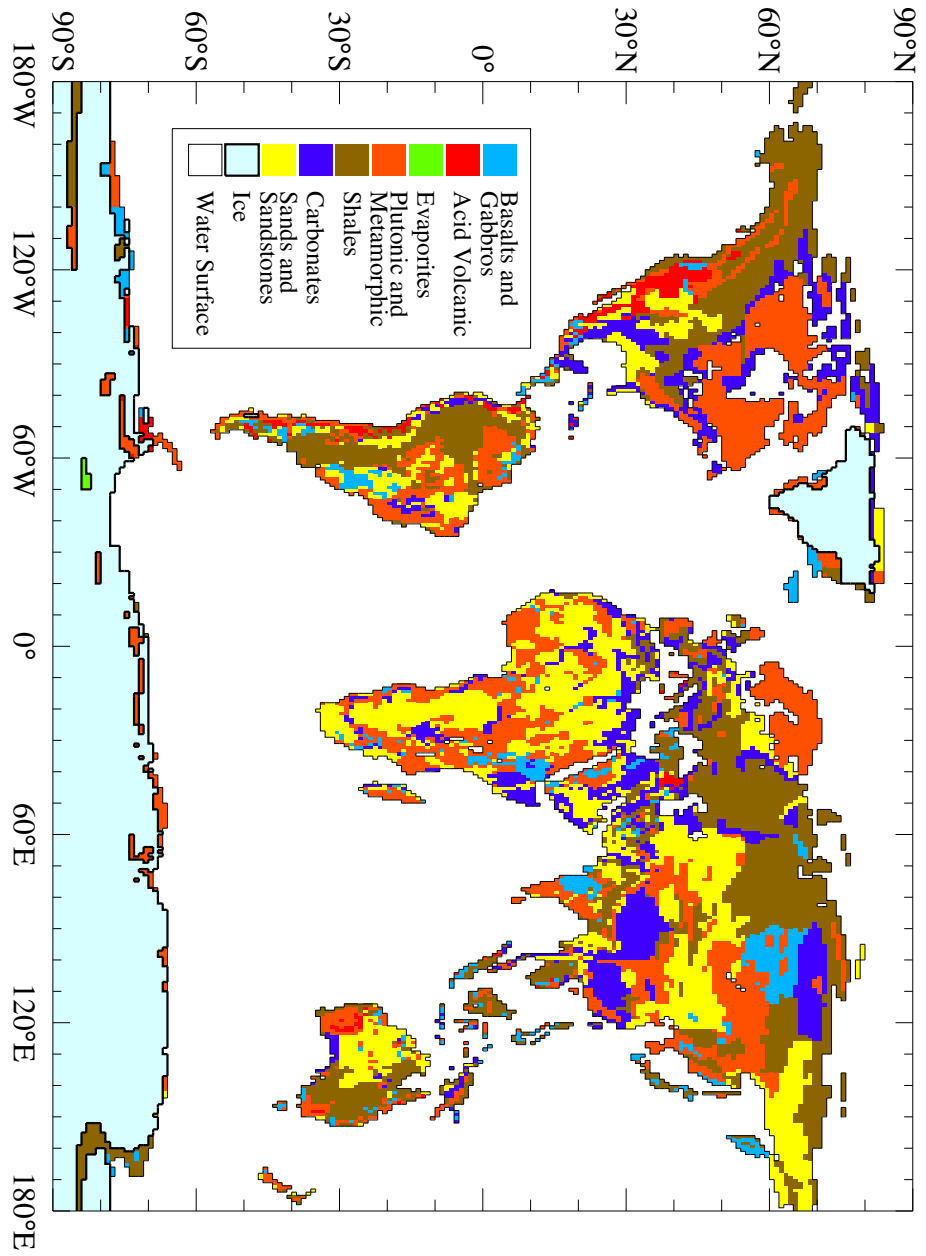 90°N
60°N
30°N
0°
30°S
60°S
90°S
180°W
120°W
60°W
0°
60°E
120°E
180°E
Basalts and
Gabbros
Acid Volcanic
Evaporites
Plutonic and
Metamorphic
Shales
Carbonates
Sands and
Sandstones
Ice
Water Surface